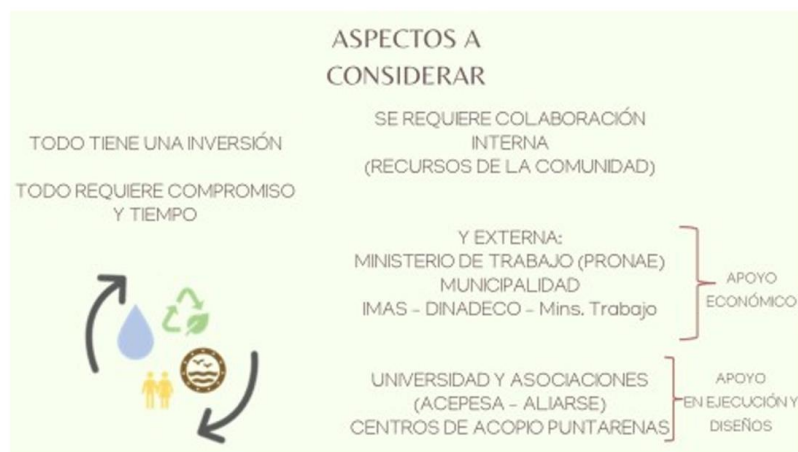 ASPECTOS A
CONSIDERAR
TODO TIENE UNA INVERSIÓN
TODO REQUIERE COMPROMISO
Y TIEMPO
SE REQUIERE COLABORACIÓN
INTERNA
(RECURSOS DE LA COMUNIDAD)
Y EXTERNA:
MINISTERIO DE TRABAJO (PRONAE)
MUNICIPALIDAD
IMAS - DINADECO - Mins. Trabajo
APOYO
ECONÓMICO
UNIVERSIDAD Y ASOCIACIONES
(ACEPESA - ALIARSE)
CENTROS DE ACOPIO PUNTARENAS
APOYO
EN EJECUCIÓN Y
DISEÑOS